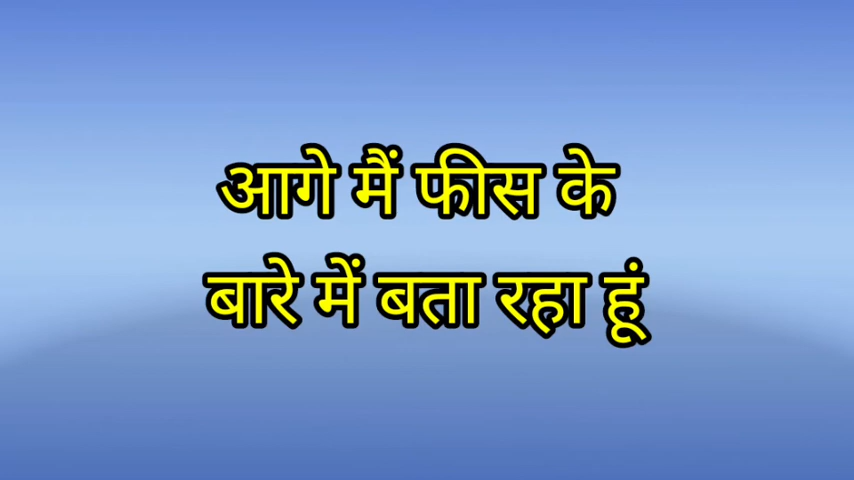 आगे मैं फीस के
बारे में बता रहा हूं